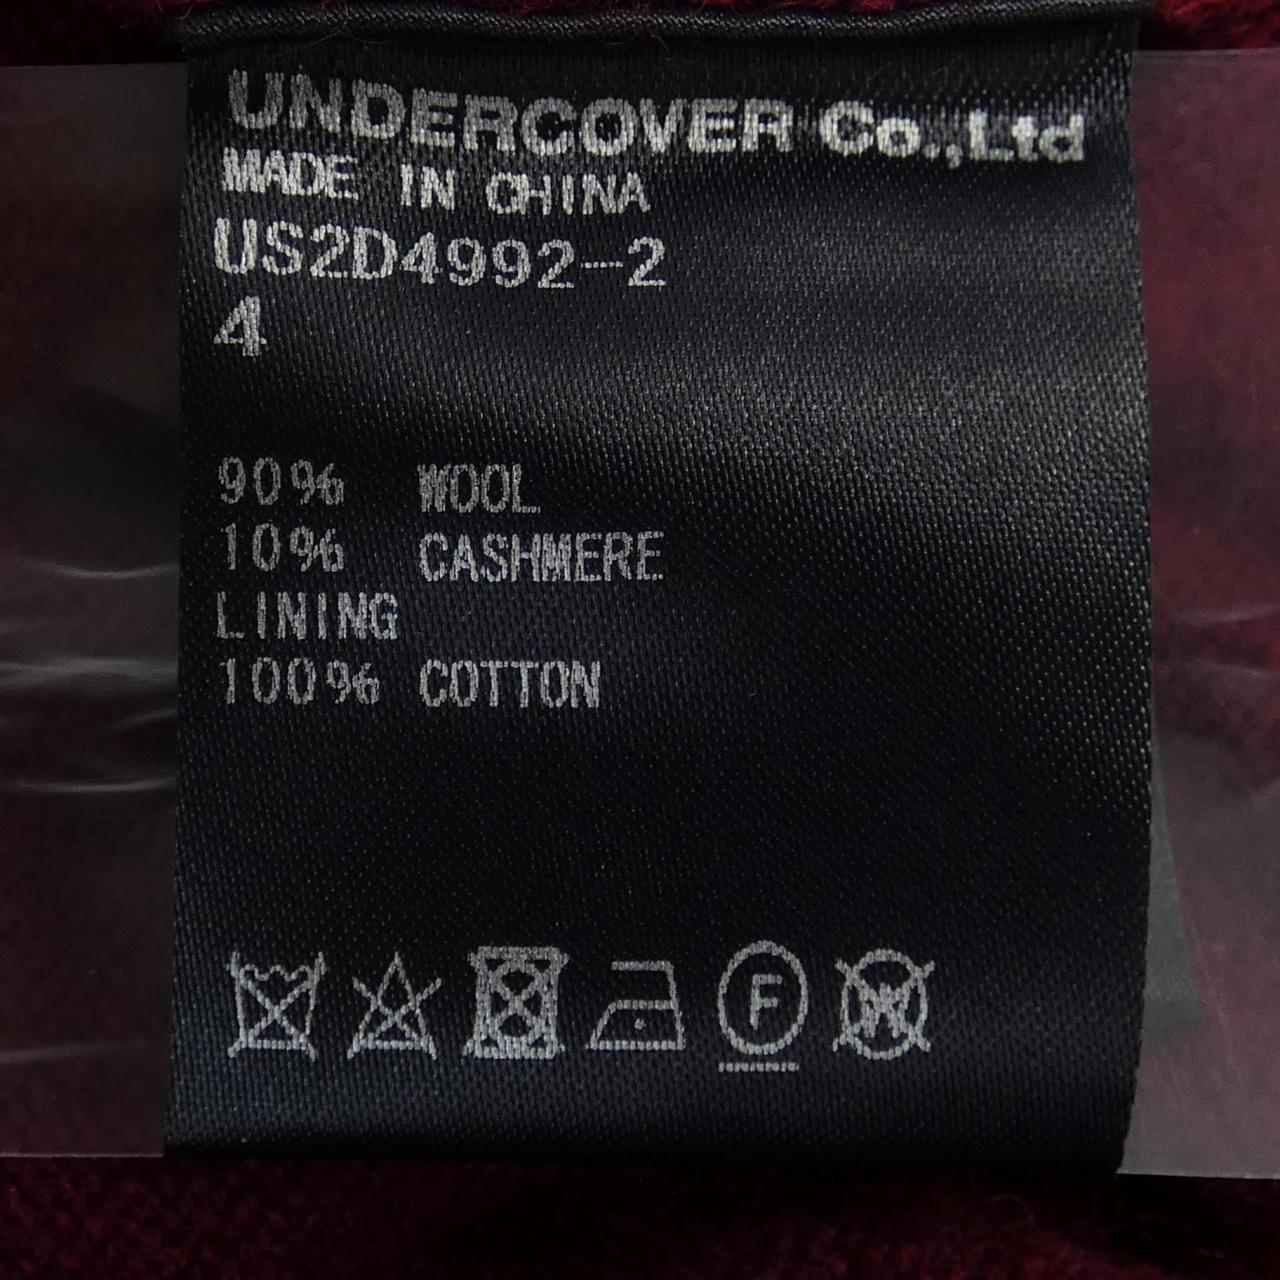 UNDERCOVER Co.,Ltd
MADE IN CHINA
US2D4992-2
4
90% WOOL
10% CASHMERE
LINING
100% COTTON
F W